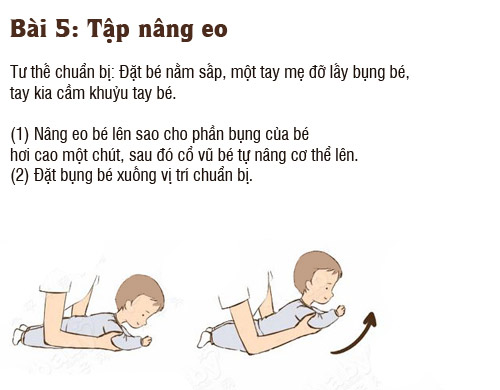 Bài 5: Tập nâng eo
Tư thế chuẩn bị: Đặt bé nằm sấp, một tay mẹ đỡ lấy bụng bé,
tay kia cầm khuỷu tay bé.
(1) Nâng eo bé lên sao cho phần bụng của bé
hơi cao một chút, sau đó cổ vũ bé tự nâng cơ thể lên.
(2) Đặt bụng bé xuống vị trí chuẩn bị.